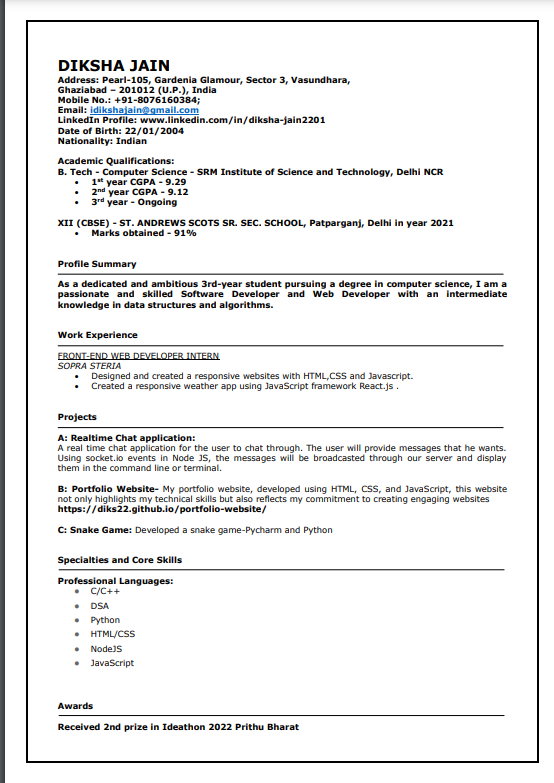 DIKSHA JAIN
Address: Pearl-105, Gardenia Glamour, Sector 3, Vasundhara,
Ghaziabad – 201012 (U.P.), India
Mobile No.: +91-8076160384;
Email: idikshajain@gmail.com
LinkedIn Profile: www.linkedin.com/in/diksha-jain2201
Date of Birth: 22/01/2004
Nationality: Indian
Academic Qualifications:
B. Tech - Computer Science - SRM Institute of Science and Technology, Delhi NCR
• 1st year CGPA - 9.29
• 2nd year CGPA - 9.12
• 3rd year - Ongoing
XII (CBSE) - ST. ANDREWS SCOTS SR. SEC. SCHOOL, Patparganj, Delhi in year 2021
• Marks obtained - 91%
Profile Summary
As a dedicated and ambitious 3rd-year student pursuing a degree in computer science, I am a
passionate and skilled Software Developer and Web Developer with an intermediate
knowledge in data structures and algorithms.
Work Experience
FRONT-END WEB DEVELOPER INTERN
SOPRA STERIA
• Designed and created a responsive websites with HTML,CSS and Javascript.
• Created a responsive weather app using JavaScript framework React.js .
Projects
A: Realtime Chat application:
A real time chat application for the user to chat through. The user will provide messages that he wants.
Using socket.io events in Node JS, the messages will be broadcasted through our server and display
them in the command line or terminal.
B: Portfolio Website- My portfolio website, developed using HTML, CSS, and JavaScript, this website
not only highlights my technical skills but also reflects my commitment to creating engaging websites
https://diks22.github.io/portfolio-website/
C: Snake Game: Developed a snake game-Pycharm and Python
Specialties and Core Skills
Professional Languages:
• C/C++
• DSA
• Python
• HTML/CSS
• NodeJS
• JavaScript
Awards
Received 2nd prize in Ideathon 2022 Prithu Bharat